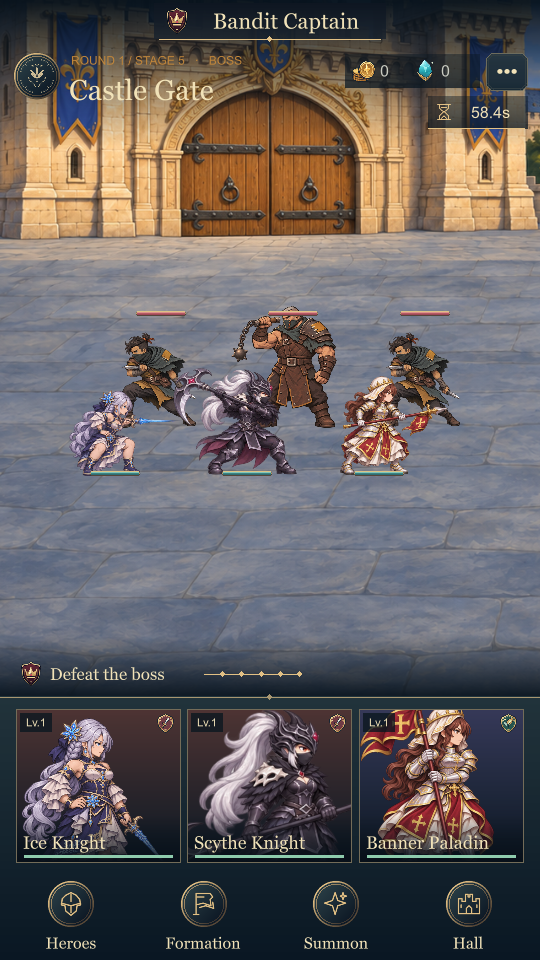 Bandit Captain
ROUND 1 / STAGE 5 · BOSS
Castle Gate
0
0
58.4s
Defeat the boss
Lv.1
Ice Knight
Lv.1
Scythe Knight
Lv.1
Banner Paladin
Heroes
Formation
Summon
Hall